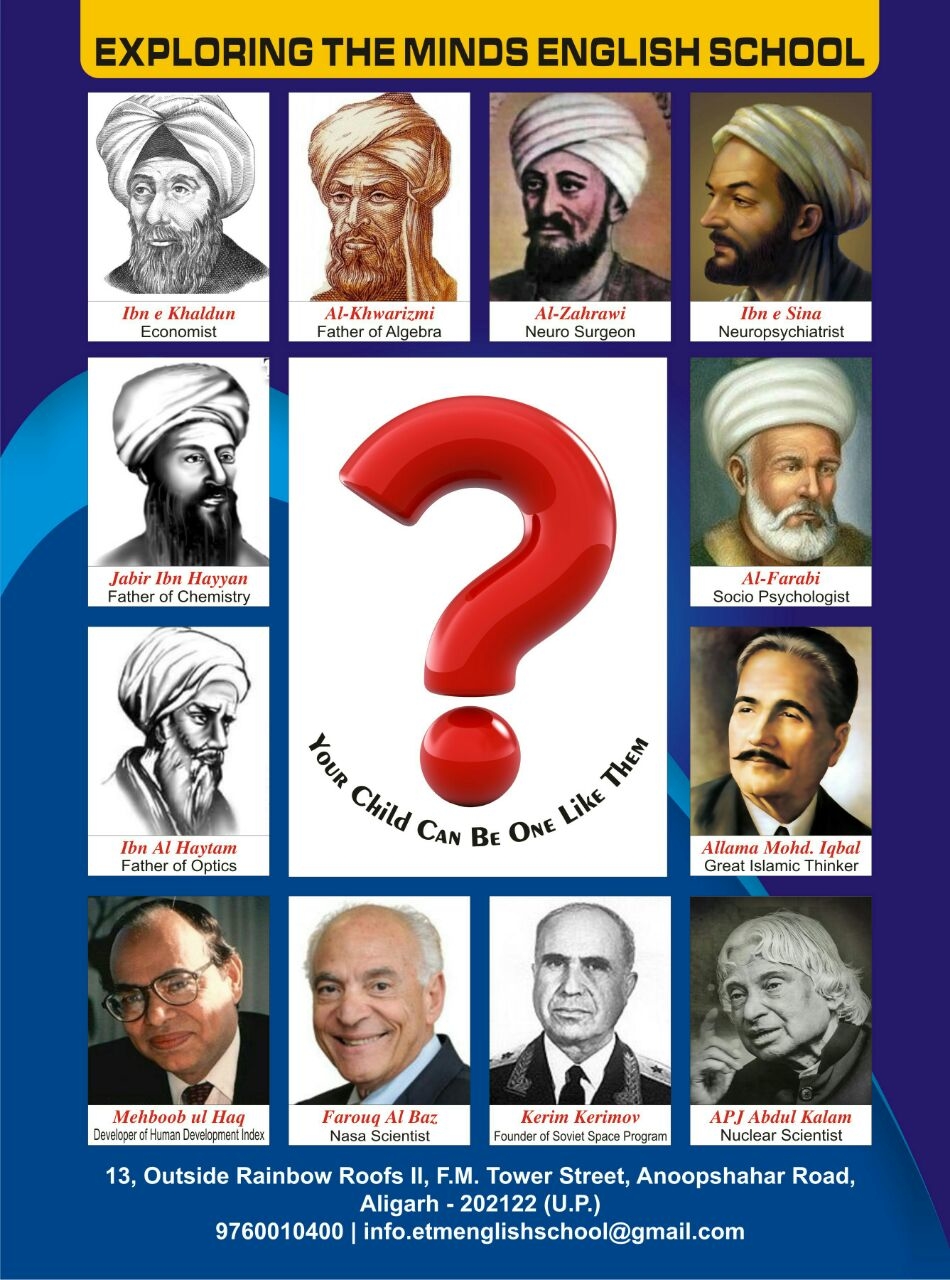 EXPLORING THE MINDS ENGLISH SCHOOL
Ibn e Khaldun
Economist
Al-Khwarizmi
Father of Algebra
Al-Zahrawi
Neuro Surgeon
Ibn e Sina
Neuropsychiatrist
Jabir Ibn Hayyan
Father of Chemistry
Al-Farabi
Socio Psychologist
Ibn Al Haytam
Father of Optics
Your Child Can Be One Like Them
Allama Mohd. Iqbal
Great Islamic Thinker
Mehboob ul Haq
Developer of Human Development Index
Farouq Al Baz
Nasa Scientist
Kerim Kerimov
Founder of Soviet Space Program
APJ Abdul Kalam
Nuclear Scientist
13, Outside Rainbow Roofs II, F.M. Tower Street, Anoopshahar Road,
Aligarh - 202122 (U.P.)
9760010400 | info.etmenglishschool@gmail.com